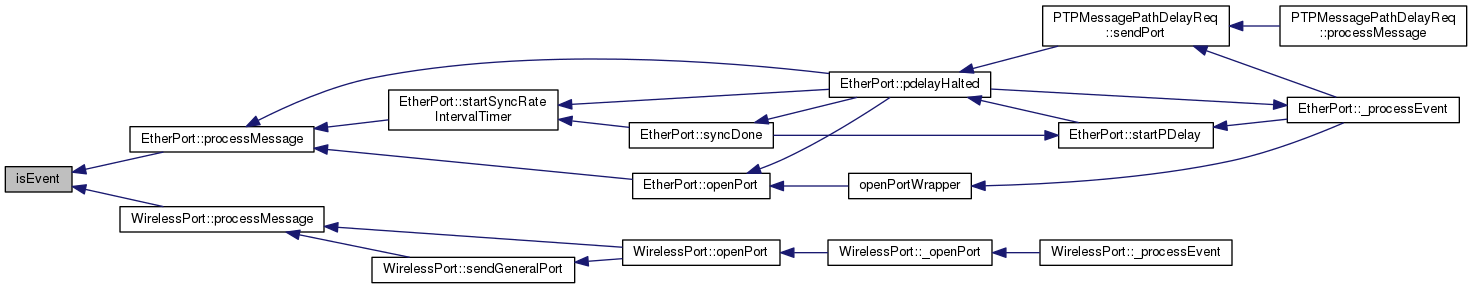 PTPMessagePathDelayReq
::sendPort
PTPMessagePathDelayReq
::processMessage
EtherPort::pdelayHalted
EtherPort::startSyncRate
IntervalTimer
EtherPort::_processEvent
EtherPort::processMessage
EtherPort::syncDone
EtherPort::startPDelay
isEvent
EtherPort::openPort
openPortWrapper
WirelessPort::processMessage
WirelessPort::openPort
WirelessPort::_openPort
WirelessPort::_processEvent
WirelessPort::sendGeneralPort